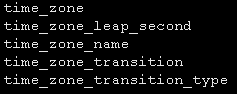 time_zone
time_zone_leap_second
time_zone_name
time_zone_transition
time_zone_transition_type